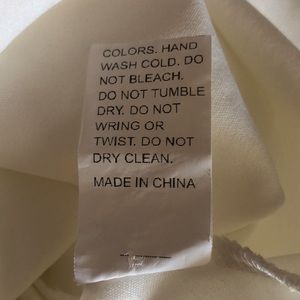 COLORS. HAND
WASH COLD. DO
NOT BLEACH.
DO NOT TUMBLE
DRY. DO NOT
WRING OR
TWIST. DO NOT
DRY CLEAN.
MADE IN CHINA